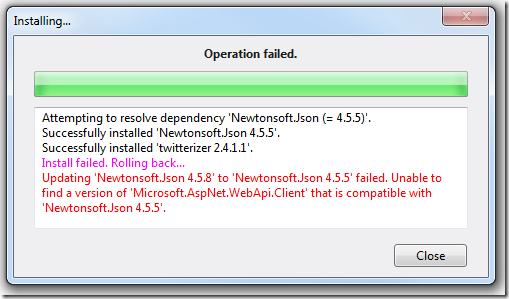 Installing...
Operation failed.
Attempting to resolve dependency 'Newtonsoft.Json (= 4.5.5)'.
Successfully installed 'Newtonsoft.Json 4.5.5'.
Successfully installed 'twitterizer 2.4.1.1'.
Install failed. Rolling back...
Updating 'Newtonsoft.Json 4.5.8' to 'Newtonsoft.Json 4.5.5' failed. Unable to
find a version of 'Microsoft.AspNet.WebApi.Client' that is compatible with
'Newtonsoft.Json 4.5.5'.
Close